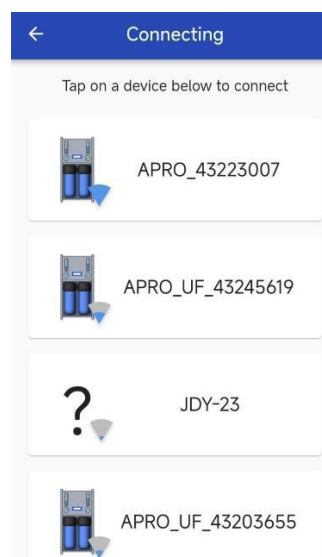 Connecting
Tap on a device below to connect
APRO_43223007
APRO_UF_43245619
?
JDY-23
APRO_UF_43203655